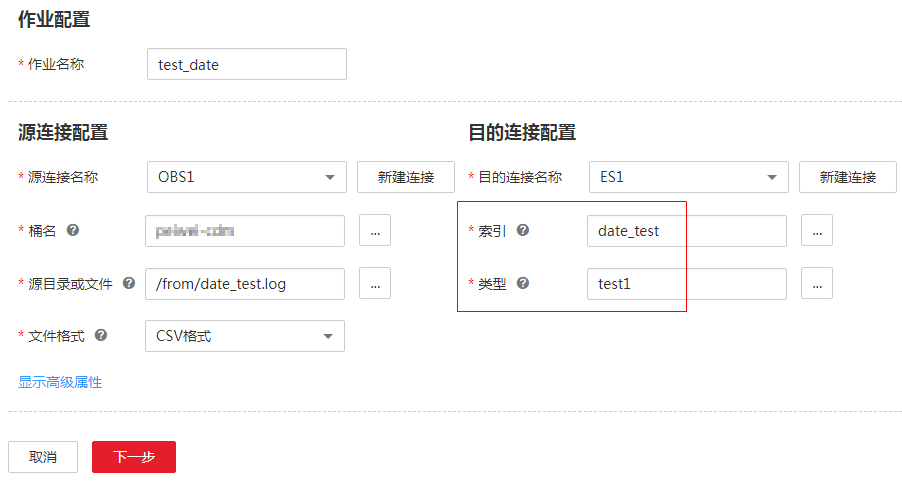 作业配置
* 作业名称 test_date
源连接配置 目的连接配置
* 源连接名称 OBS1 新建连接 * 目的连接名称 ES1 新建连接
* 桶名 ? ... * 索引 ? date_test ...
* 源目录或文件 ? /from/date_test.log ... * 类型 ? test1 ...
* 文件格式 ? CSV格式
显示高级属性
取消 下一步